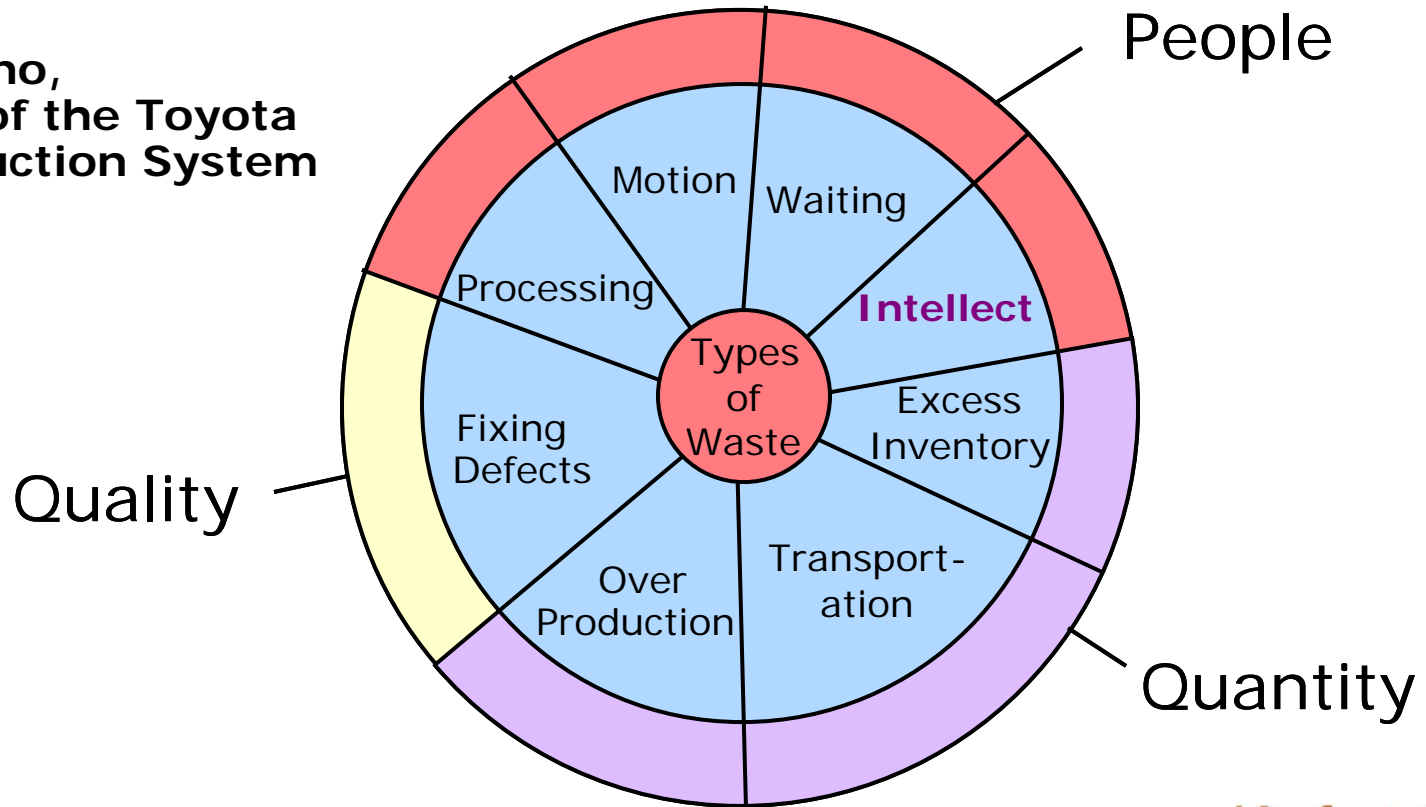 no,
of the Toyota
uction System
People
Motion
Waiting
Processing
Intellect
Types
of
Waste
Excess
Inventory
Fixing
Defects
Quality
Transport-
ation
Over
Production
Quantity